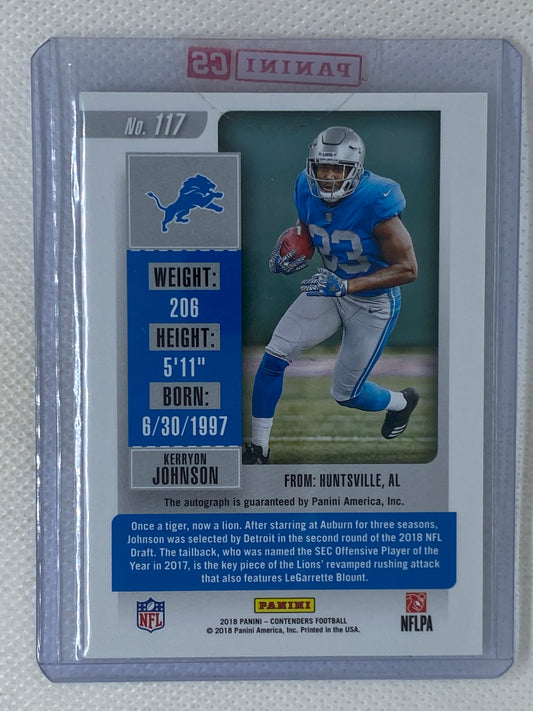 PANINI CS
No. 117
WEIGHT:
206
HEIGHT:
5'11"
BORN:
6/30/1997
KERRYON
JOHNSON
33
FROM: HUNTSVILLE, AL
The autograph is guaranteed by Panini America, Inc.
Once a tiger, now a lion. After starring at Auburn for three seasons,
Johnson was selected by Detroit in the second round of the 2018 NFL
Draft. The tailback, who was named the SEC Offensive Player of the
Year in 2017, is the key piece of the Lions' revamped rushing attack
that also features LeGarrette Blount.
NFL
PANINI
NFLPA
2018 PANINI - CONTENDERS FOOTBALL
© 2018 Panini America, Inc. Printed in the USA.